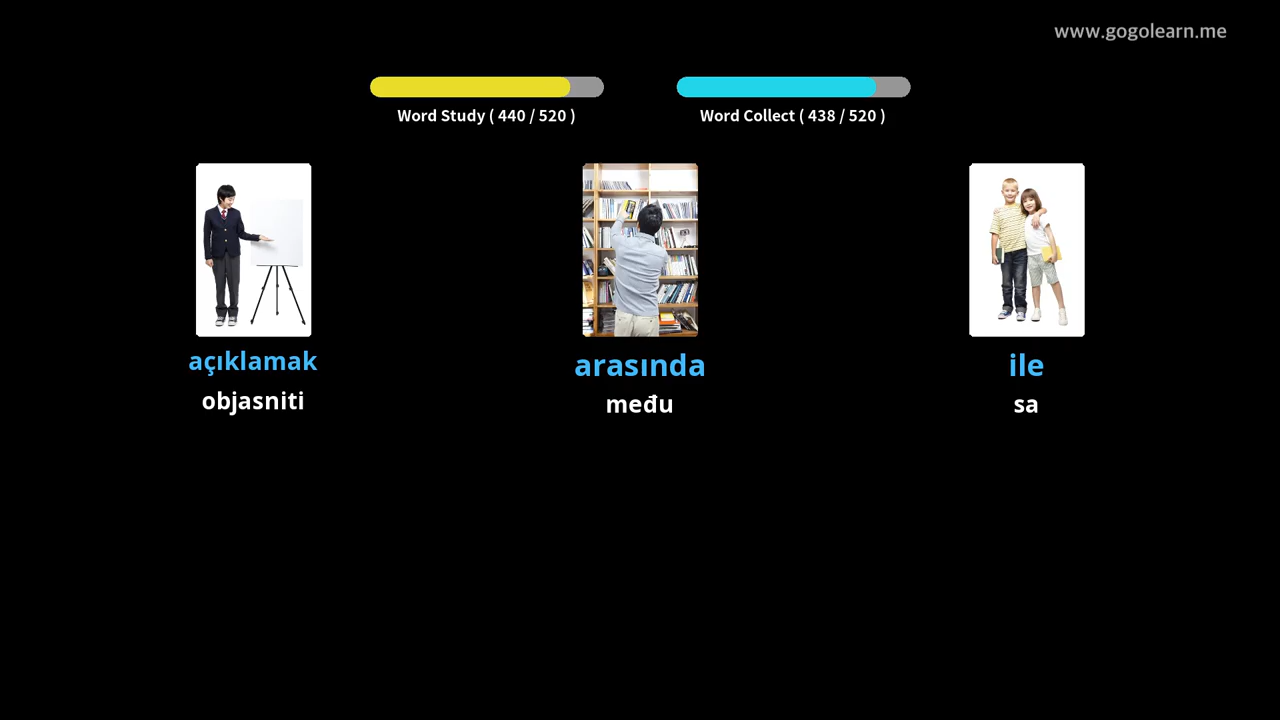 www.gogolearn.me
Word Study ( 440 / 520 )
Word Collect ( 438 / 520 )
açıklamak
objasniti
arasında
među
ile
sa